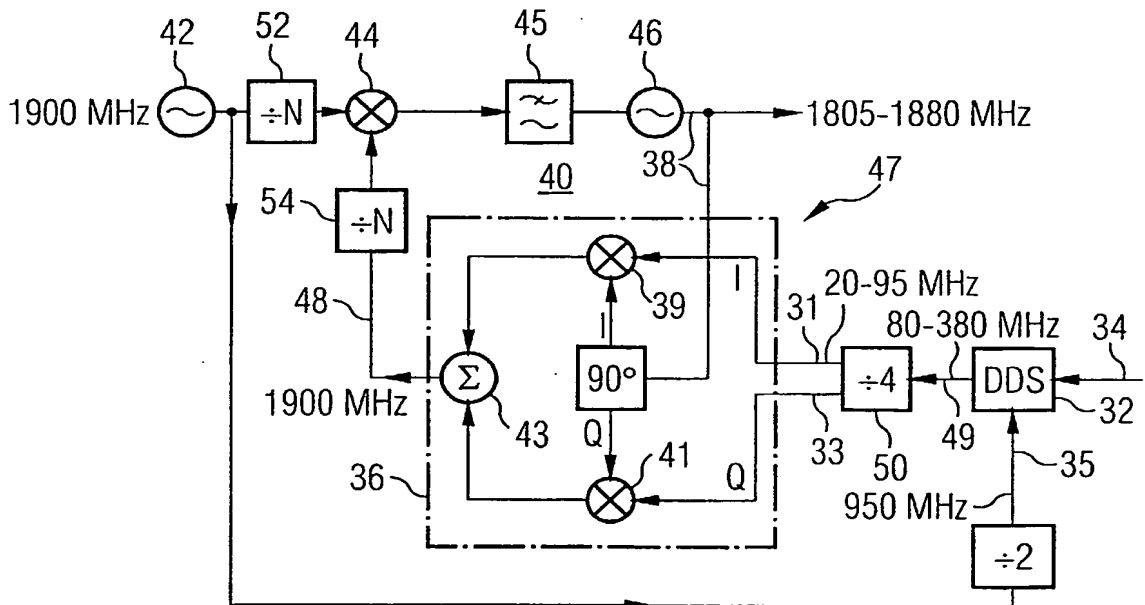 42
52
44
45
46
1900 MHz
÷N
1805-1880 MHz
38
40
47
54
÷N
39
I
31
20-95 MHz
80-380 MHz
34
48
I
Σ
90°
÷4
DDS
1900 MHz
43
Q
41
33
50
49
32
36
Q
35
950 MHz
÷2